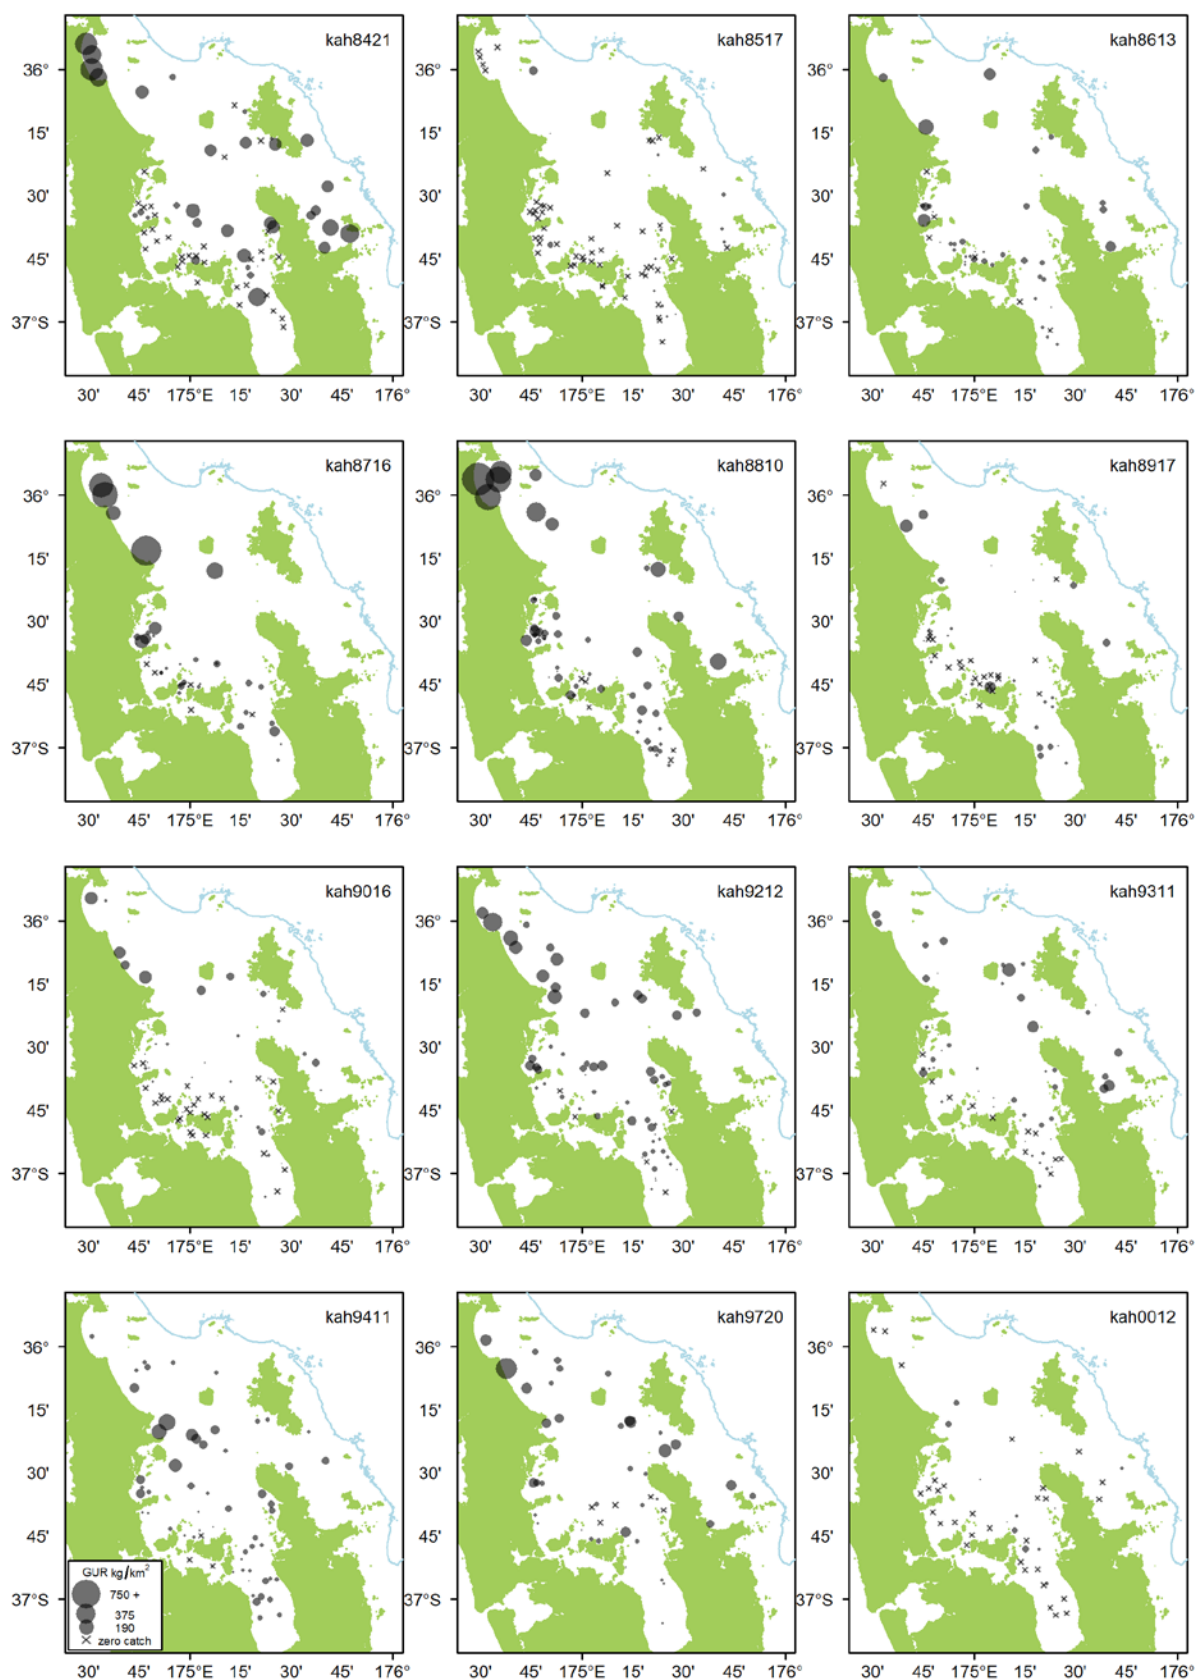 kah8421 kah8517 kah8613
36° 36° 36°
15' 15' 15'
30' 30' 30'
45' 45' 45'
37°S 37°S 37°S
30' 45' 175°E 15' 30' 45' 176° 30' 45' 175°E 15' 30' 45' 176° 30' 45' 175°E 15' 30' 45' 176°
kah8716 kah8810 kah8917
36° 36° 36°
15' 15' 15'
30' 30' 30'
45' 45' 45'
37°S 37°S 37°S
30' 45' 175°E 15' 30' 45' 176° 30' 45' 175°E 15' 30' 45' 176° 30' 45' 175°E 15' 30' 45' 176°
kah9016 kah9212 kah9311
36° 36° 36°
15' 15' 15'
30' 30' 30'
45' 45' 45'
37°S 37°S 37°S
30' 45' 175°E 15' 30' 45' 176° 30' 45' 175°E 15' 30' 45' 176° 30' 45' 175°E 15' 30' 45' 176°
kah9411 kah9720 kah0012
36° 36° 36°
15' 15' 15'
30' 30' 30'
45' 45' 45'
GUR kg/km²
750 +
37°S 37°S 37°S
375
190
zero catch
30' 45' 175°E 15' 30' 45' 176° 30' 45' 175°E 15' 30' 45' 176° 30' 45' 175°E 15' 30' 45' 176°